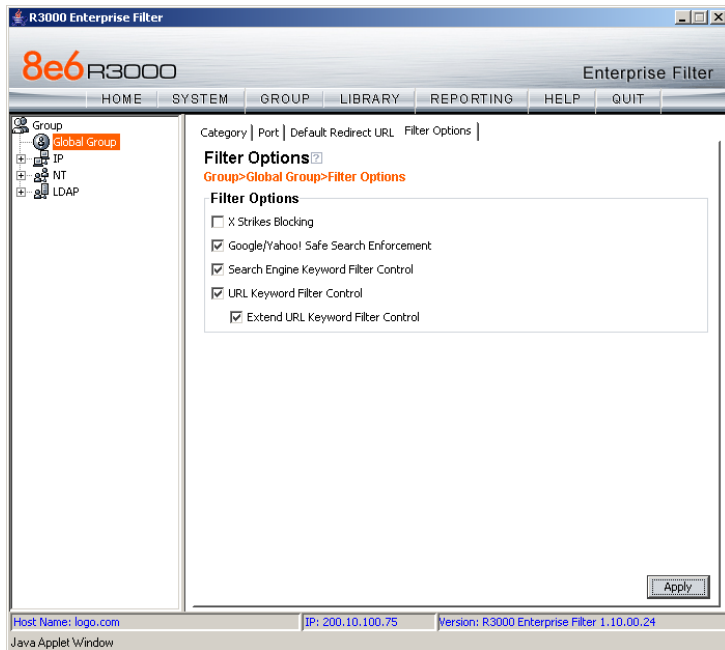 R3000 Enterprise Filter
8e6 R3000
Enterprise Filter
HOME SYSTEM GROUP LIBRARY REPORTING HELP QUIT
Group
Global Group
IP
NT
LDAP
Category Port Default Redirect URL Filter Options
Filter Options ?
Group>Global Group>Filter Options
Filter Options
X Strikes Blocking
Google/Yahoo! Safe Search Enforcement
Search Engine Keyword Filter Control
URL Keyword Filter Control
Extend URL Keyword Filter Control
Apply
Host Name: logo.com IP: 200.10.100.75 Version: R3000 Enterprise Filter 1.10.00.24
Java Applet Window